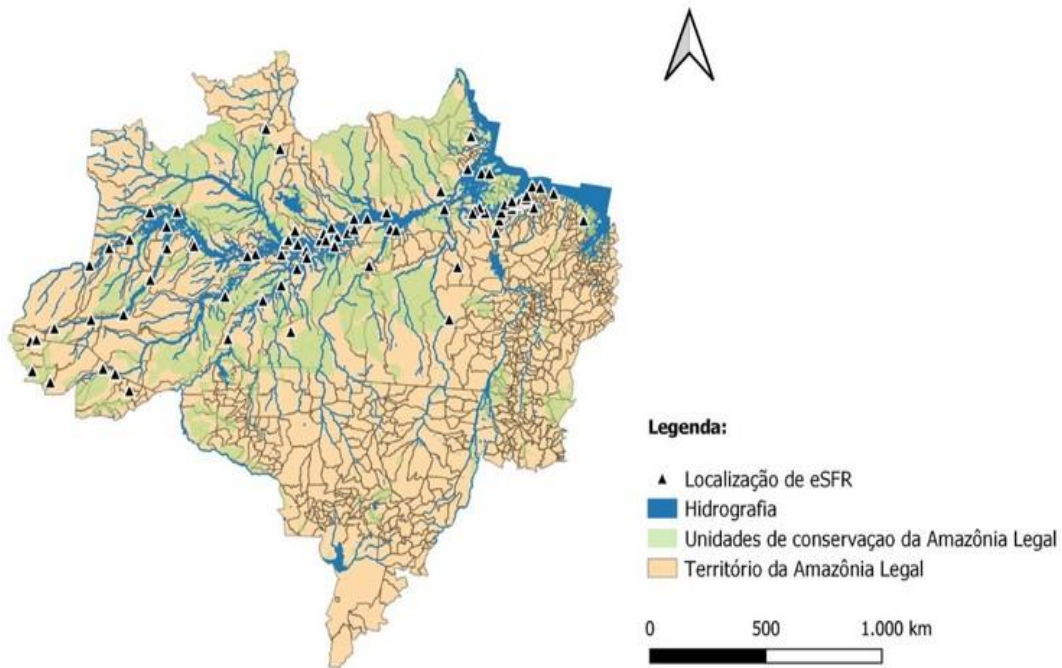 Legenda:
Localização de eSFR
Hidrografia
Unidades de conservaçao da Amazônia Legal
Território da Amazônia Legal
0 500 1.000 km